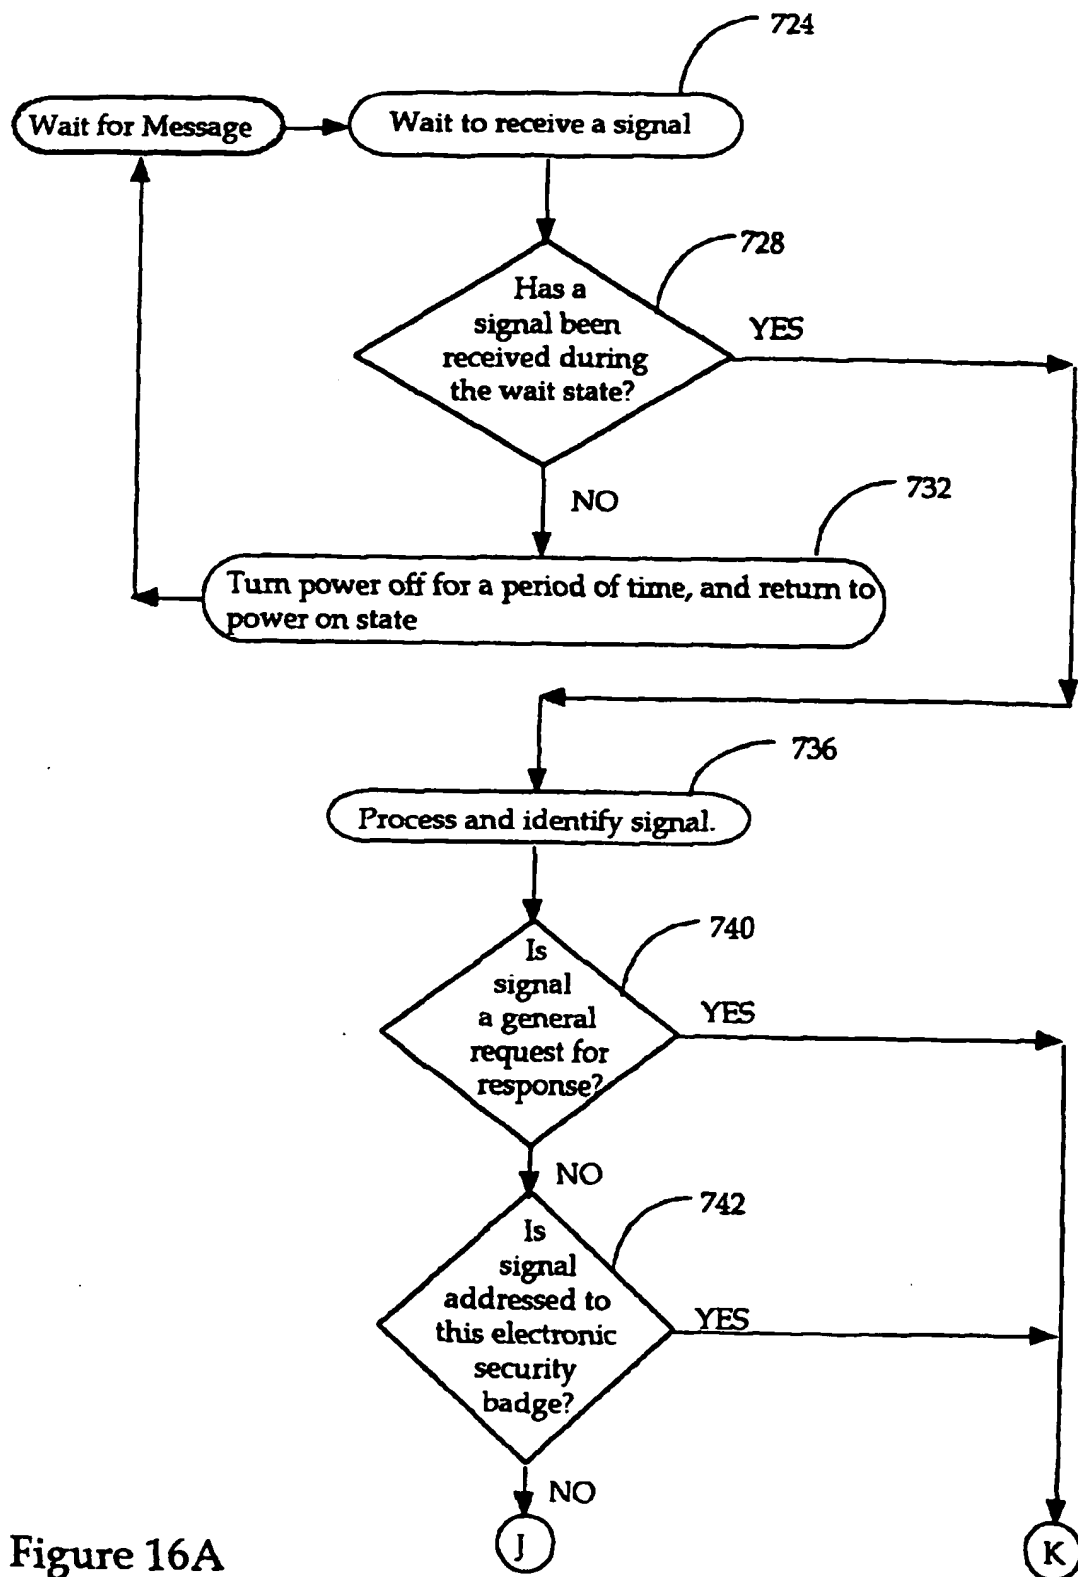 724
Wait for Message
Wait to receive a signal
728
Has a
signal been
received during
the wait state?
YES
NO
732
Turn power off for a period of time, and return to
power on state
736
Process and identify signal.
740
Is
signal
a general
request for
response?
YES
NO
742
Is
signal
addressed to
this electronic
security
badge?
YES
NO
J
K
Figure 16A